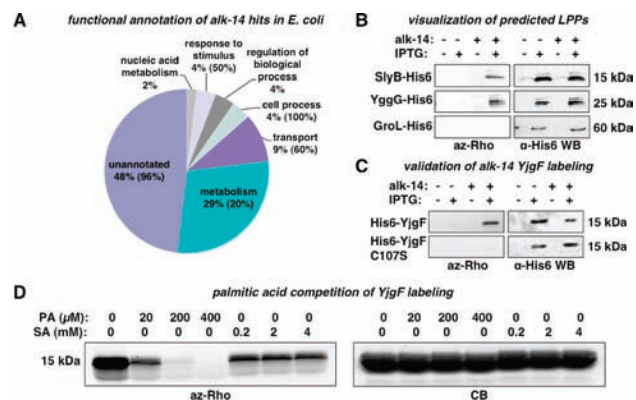 A
functional annotation of alk-14 hits in E. coli
nucleic acid
metabolism
2%
response to
stimulus
4% (50%)
regulation of
biological
process
4%
cell process
4% (100%)
transport
9% (60%)
unannotated
48% (96%)
metabolism
29% (20%)
B
visualization of predicted LPPs
alk-14: - - + + - - + +
IPTG: - + - + - + - +
SlyB-His6 15 kDa
YggG-His6 25 kDa
GroL-His6 60 kDa
az-Rho α-His6 WB
C
validation of alk-14 YjgF labeling
alk-14: - - + + - - + +
IPTG: - + - + - + - +
His6-YjgF 15 kDa
His6-YjgF
C107S
15 kDa
az-Rho α-His6 WB
D
palmitic acid competition of YjgF labeling
PA (µM): 0 20 200 400 0 0 0 0 20 200 400 0 0 0
SA (mM): 0 0 0 0 0.2 2 4 0 0 0 0 0.2 2 4
15 kDa
az-Rho CB